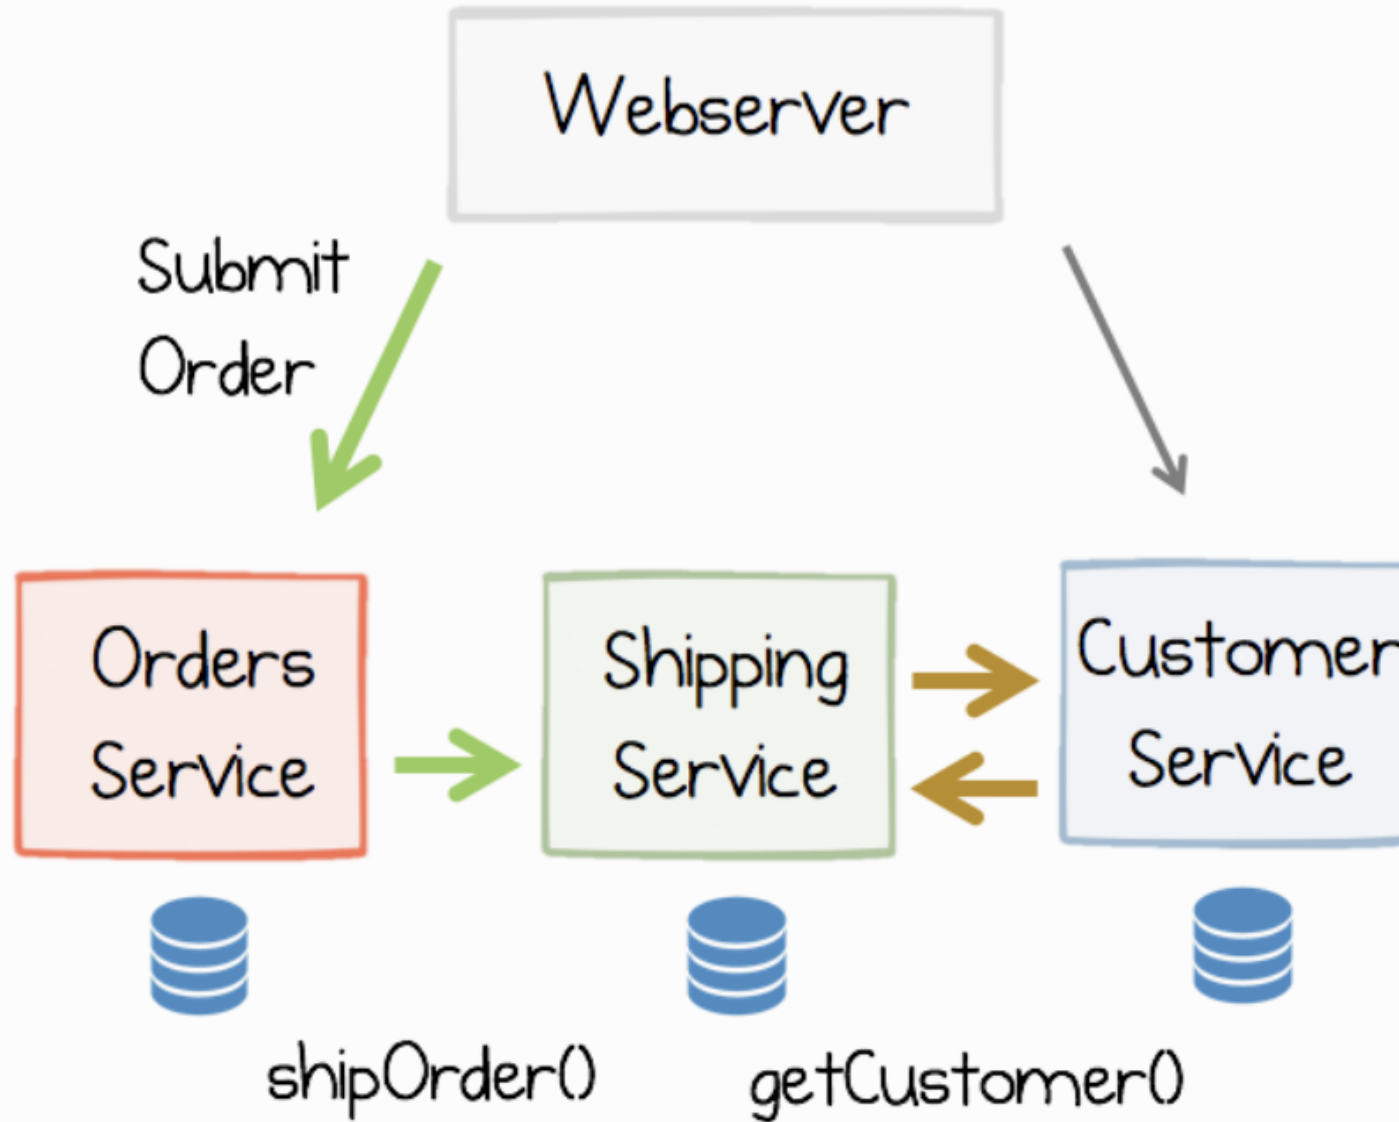 Webserver
Submit
Order
Orders
Service
Shipping
Service
Customer
Service
shipOrder()
getCustomer()